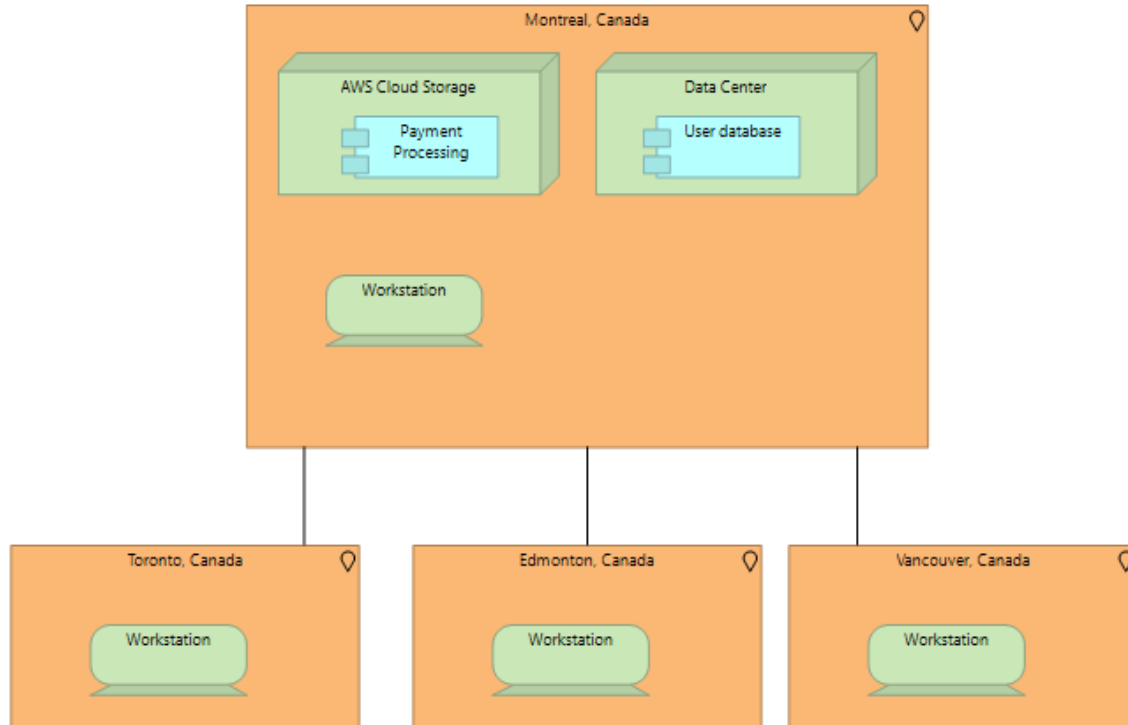 Montreal, Canada
AWS Cloud Storage
Data Center
Payment
Processing
User database
Workstation
Toronto, Canada
Edmonton, Canada
Vancouver, Canada
Workstation
Workstation
Workstation